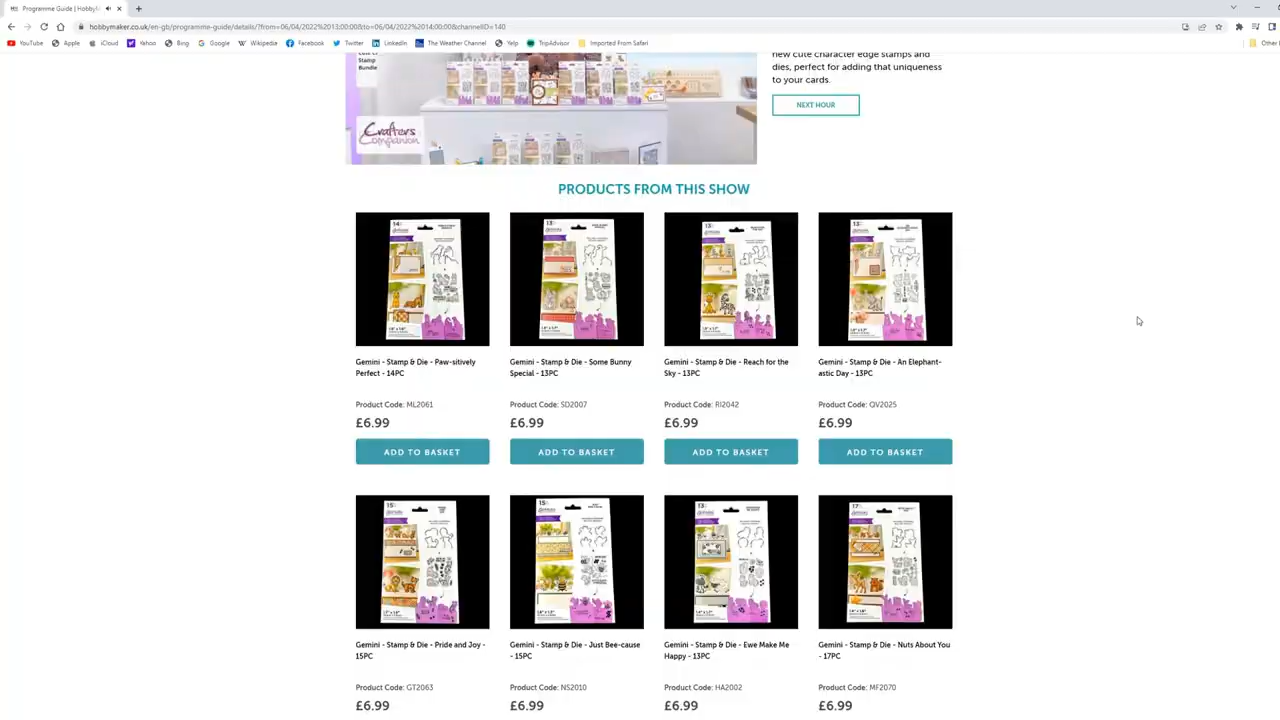 Programme Guide | Hobby
hobbymaker.co.uk/en-gb/programme-guide/details/?from=06/04/2022%2013:00:00&to=06/04/2022%2014:00:00&channelID=140
YouTube Apple iCloud Yahoo Bing Google Wikipedia Facebook Twitter LinkedIn The Weather Channel Yelp TripAdvisor Imported From Safari Other
Stamp
Bundle
Crafters
Companion
new cute character edge stamps and
dies, perfect for adding that uniqueness
to your cards.
NEXT HOUR
PRODUCTS FROM THIS SHOW
Gemini - Stamp & Die - Paw-sitively
Perfect - 14PC
Product Code: ML2061
£6.99
ADD TO BASKET
Gemini - Stamp & Die - Some Bunny
Special - 13PC
Product Code: SD2007
£6.99
ADD TO BASKET
Gemini - Stamp & Die - Reach for the
Sky - 13PC
Product Code: RI2042
£6.99
ADD TO BASKET
Gemini - Stamp & Die - An Elephant-
astic Day - 13PC
Product Code: QV2025
£6.99
ADD TO BASKET
Gemini - Stamp & Die - Pride and Joy -
15PC
Product Code: GT2063
£6.99
Gemini - Stamp & Die - Just Bee-cause
- 15PC
Product Code: NS2010
£6.99
Gemini - Stamp & Die - Ewe Make Me
Happy - 13PC
Product Code: HA2002
£6.99
Gemini - Stamp & Die - Nuts About You
- 17PC
Product Code: MF2070
£6.99